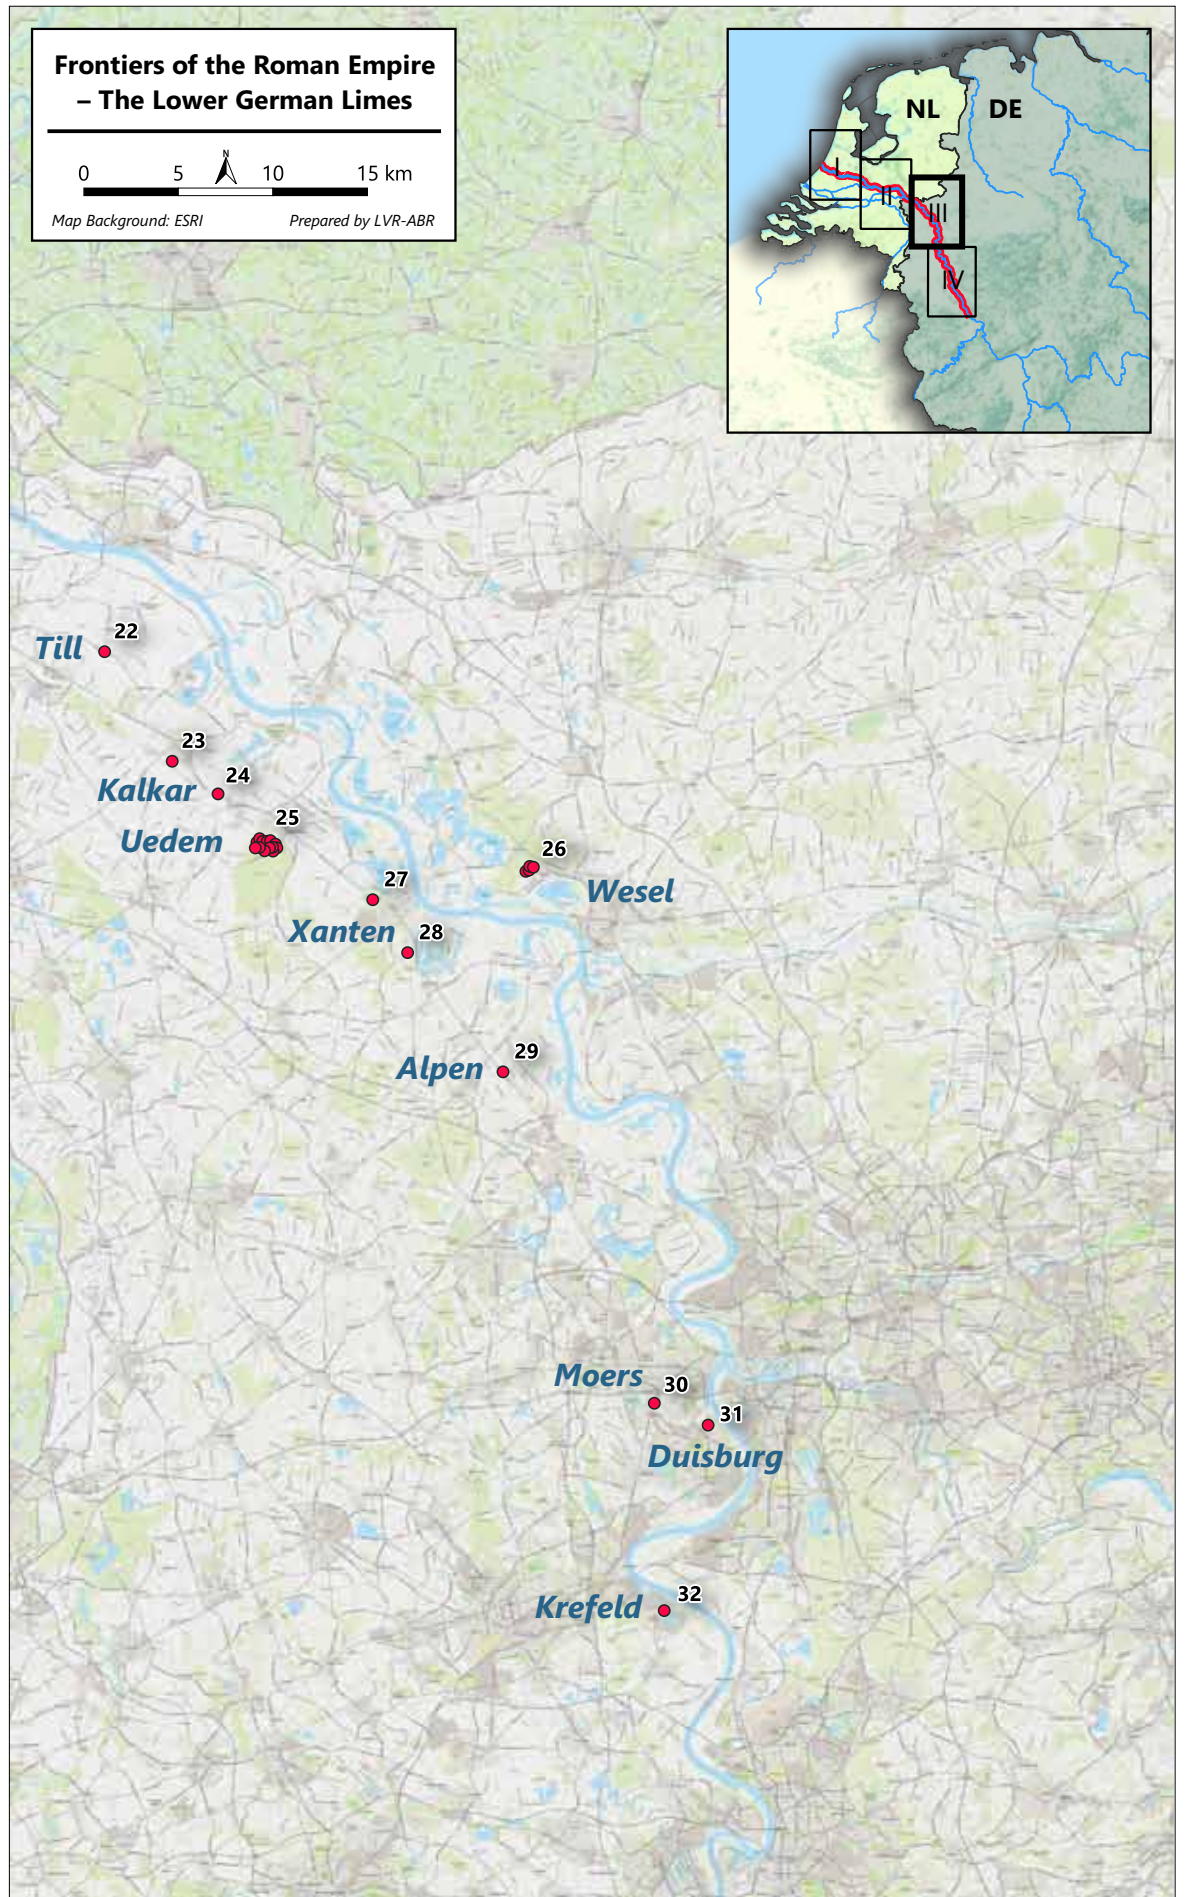 Frontiers of the Roman Empire
– The Lower German Limes
N
0 5 10 15 km
Map Background: ESRI Prepared by LVR-ABR
NL DE
I
II
III
IV
22
Till
23
24
Kalkar
25
Uedem
26
Wesel
27
Xanten
28
29
Alpen
Moers
30
31
Duisburg
32
Krefeld